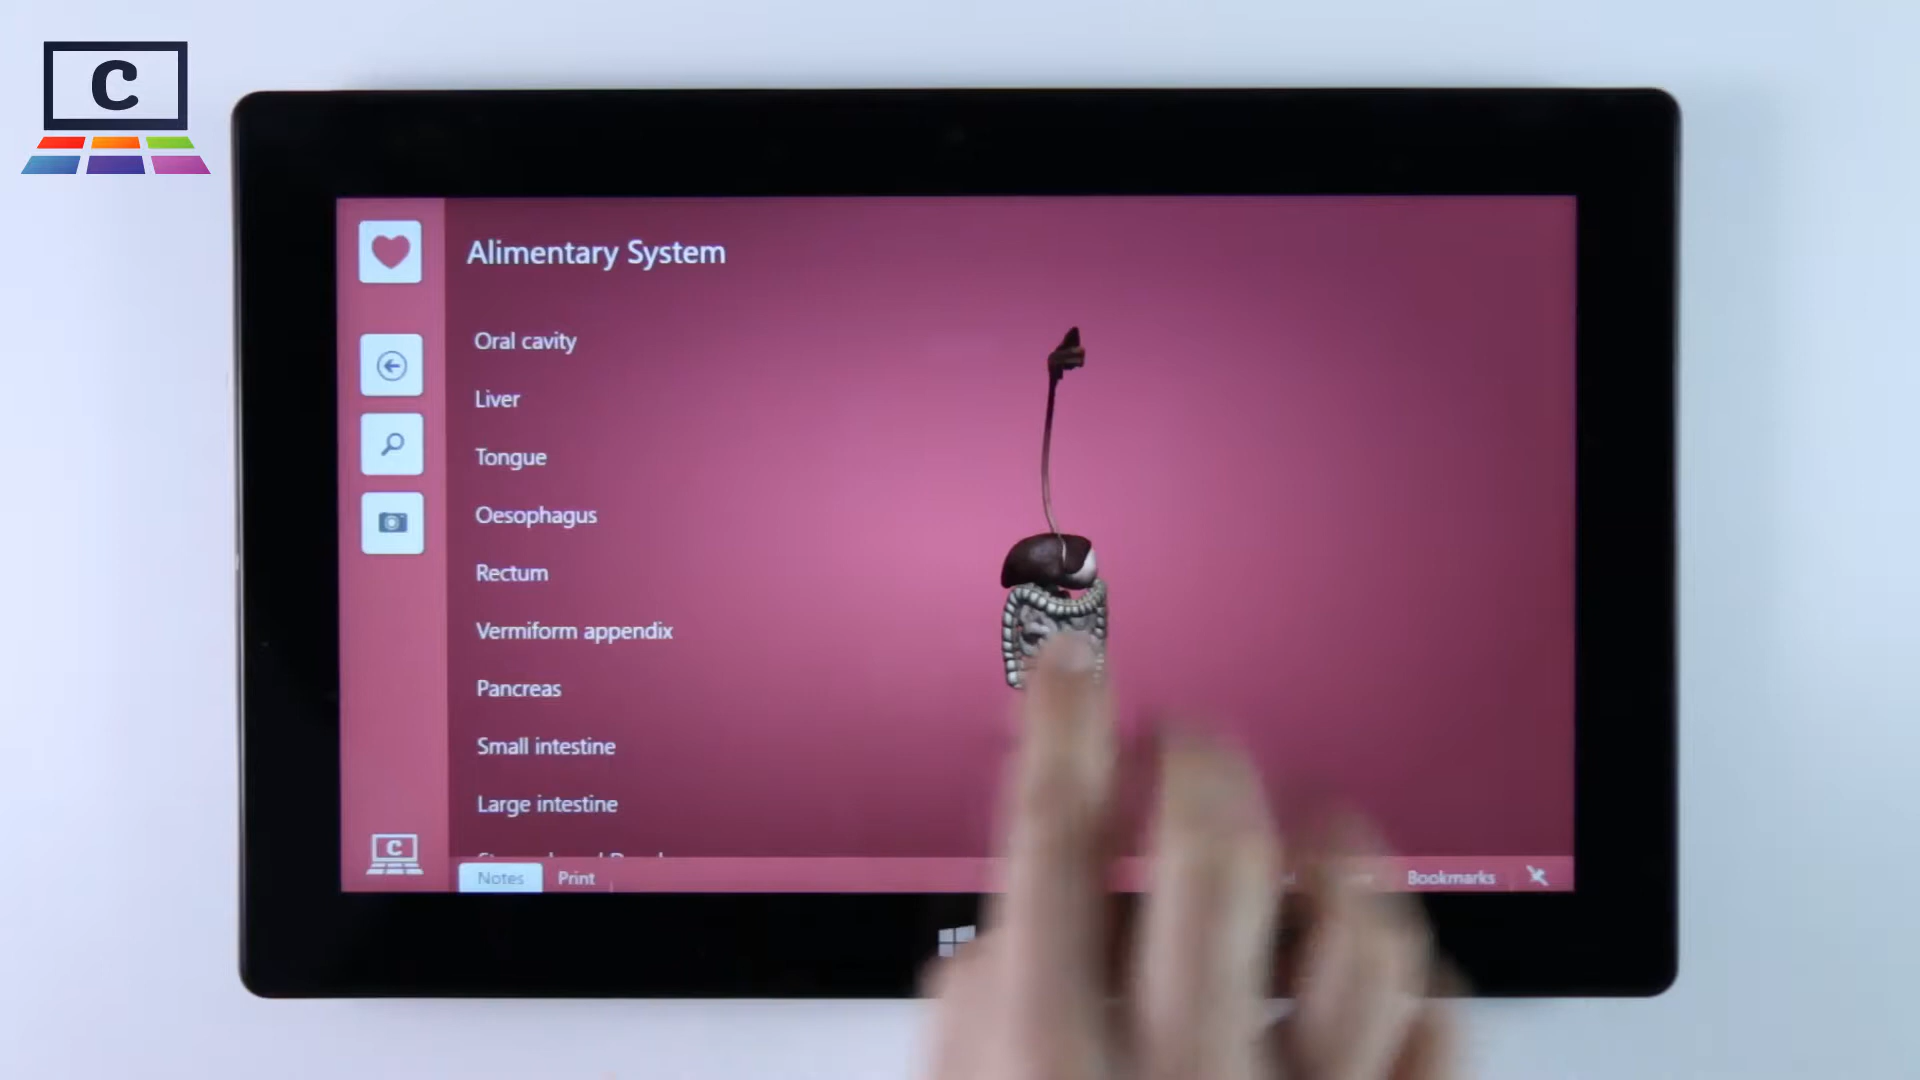 C
Alimentary System
Oral cavity
Liver
Tongue
Oesophagus
Rectum
Vermiform appendix
Pancreas
Small intestine
Large intestine
C
Notes
Print
Bookmarks